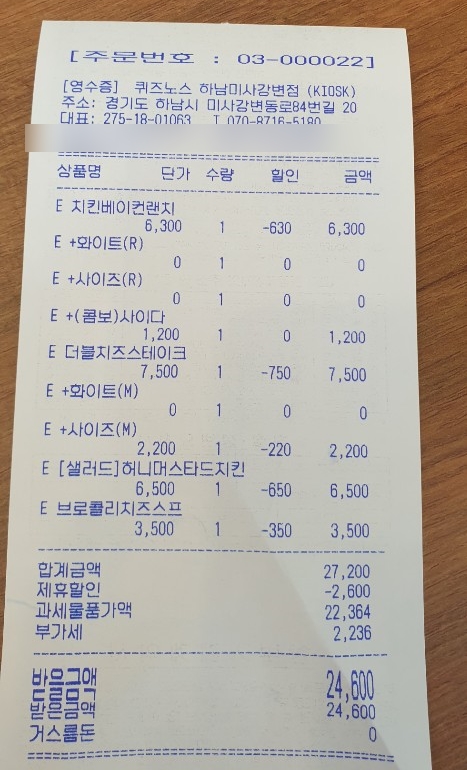 [주문번호 : 03-000022]
[영수증] 퀴즈노스 하남미사강변점 (KIOSK)
주소: 경기도 하남시 미사강변동로84번길 20
대표: 275-18-01063 T.070-8716-5180
상품명 단가 수량 할인 금액
E 치킨베이컨랜치
6,300 1 -630 6,300
E +화이트(R)
0 1 0 0
E +사이즈(R)
0 1 0 0
E +(콤보)사이다
1,200 1 0 1,200
E 더블치즈스테이크
7,500 1 -750 7,500
E +화이트(M)
0 1 0 0
E +사이즈(M)
2,200 1 -220 2,200
E [샐러드]허니머스타드치킨
6,500 1 -650 6,500
E 브로콜리치즈스프
3,500 1 -350 3,500
합계금액 27,200
제휴할인 -2,600
과세물품가액 22,364
부가세 2,236
받을금액 24,600
받은금액 24,600
거스름돈 0